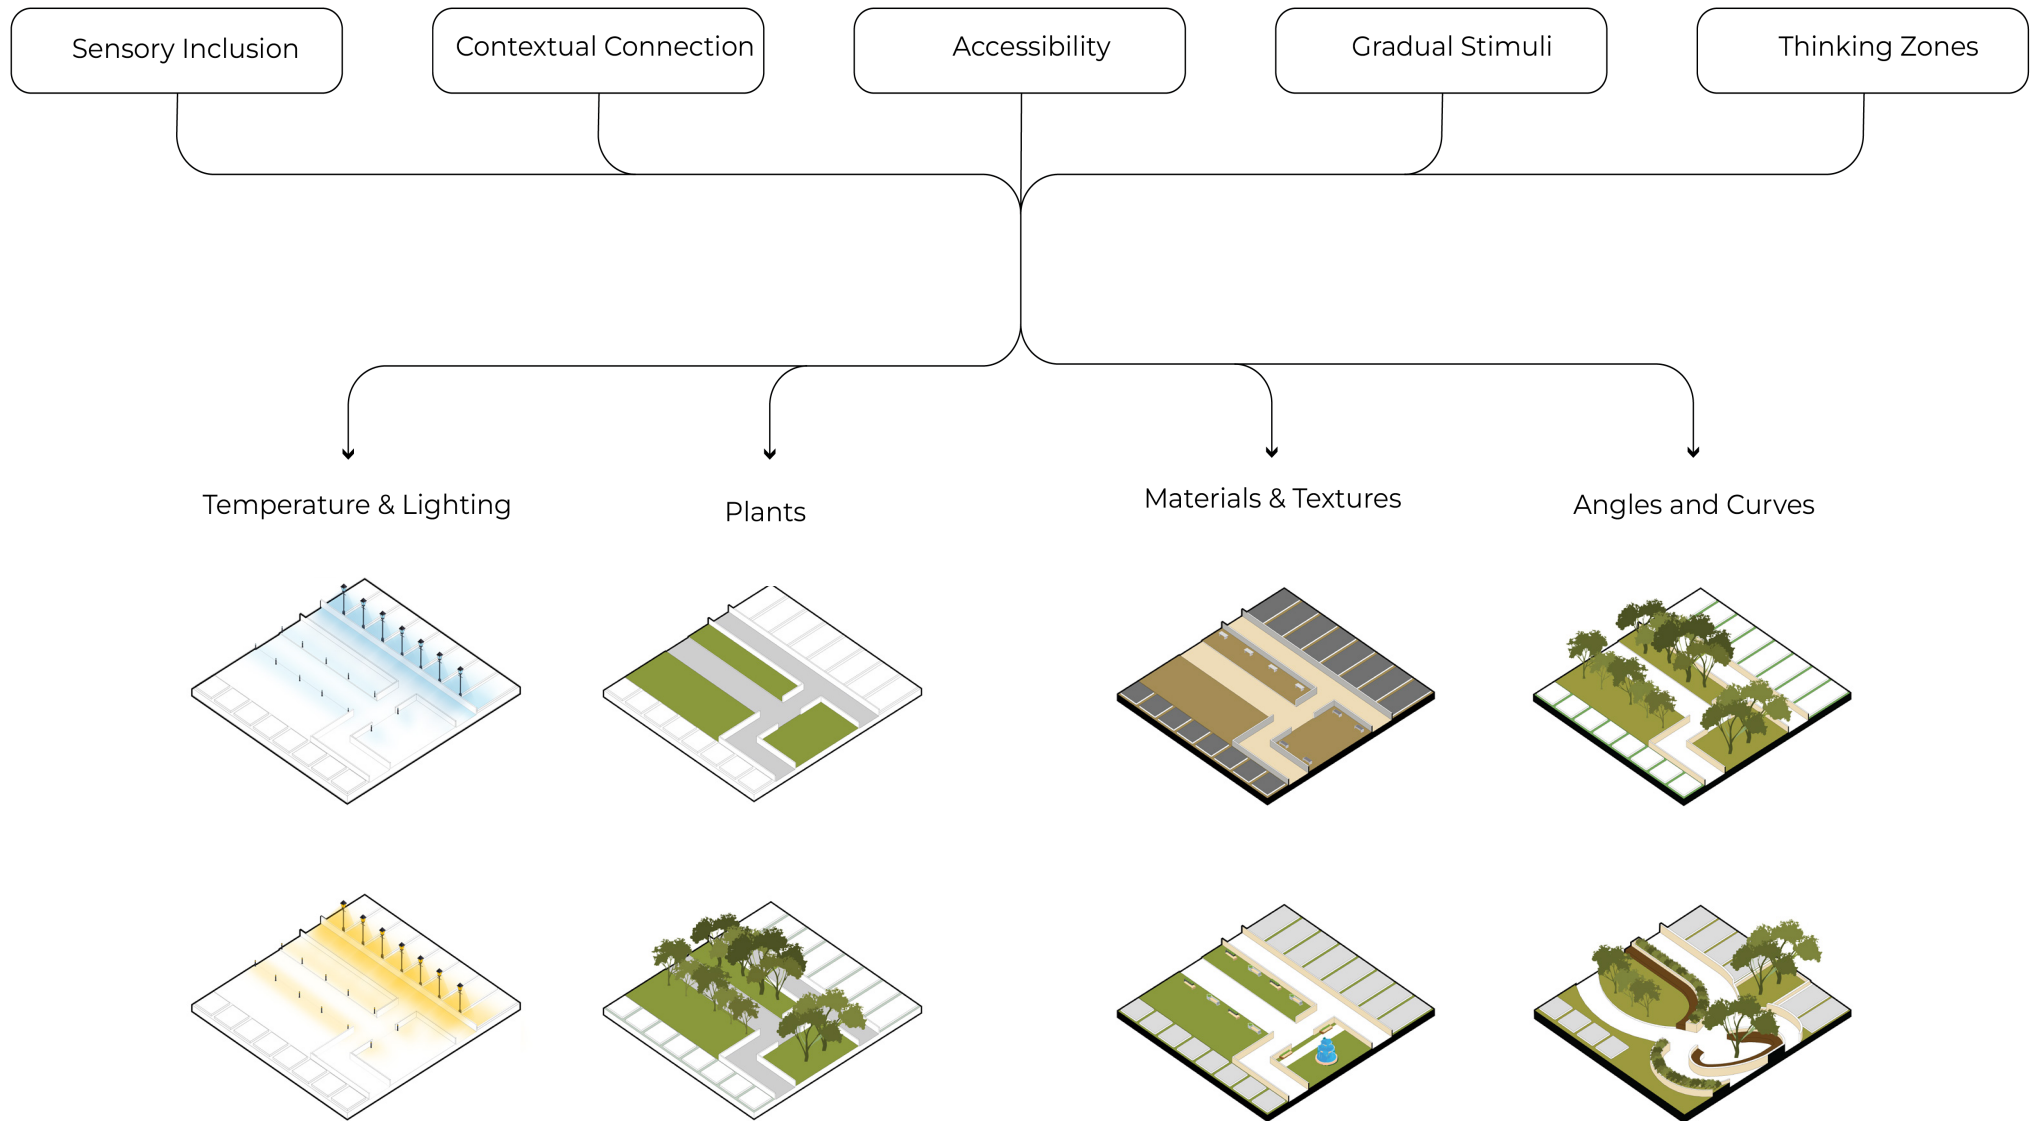 Sensory Inclusion
Contextual Connection
Accessibility
Gradual Stimuli
Thinking Zones
Temperature & Lighting
Plants
Materials & Textures
Angles and Curves